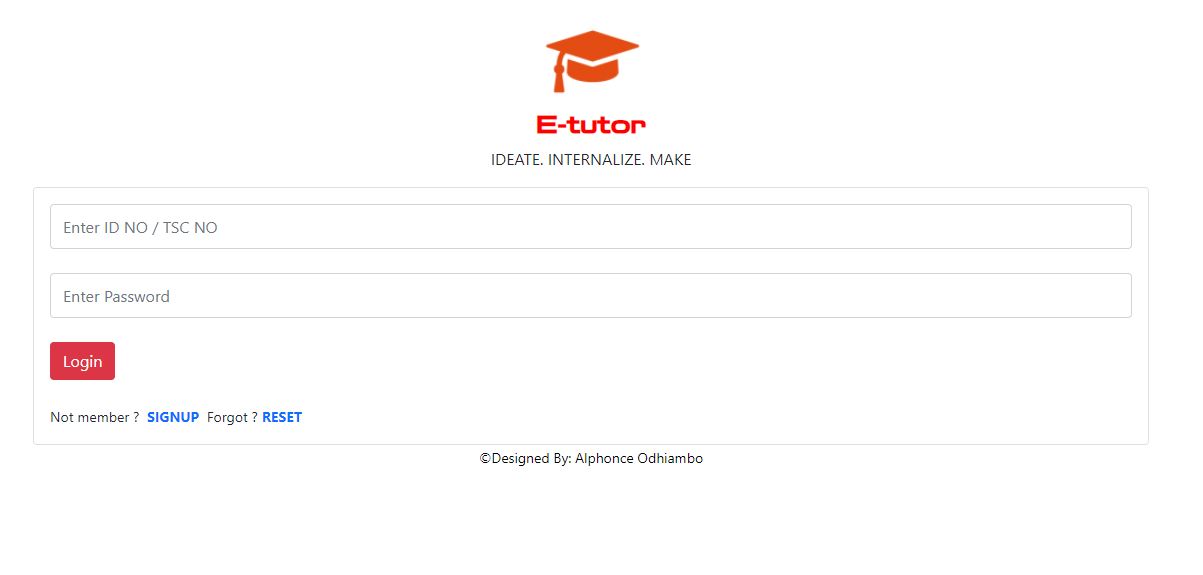 E-tutor
IDEATE. INTERNALIZE. MAKE
Enter ID NO / TSC NO
Enter Password
Login
Not member ? SIGNUP Forgot ? RESET
©Designed By: Alphonce Odhiambo